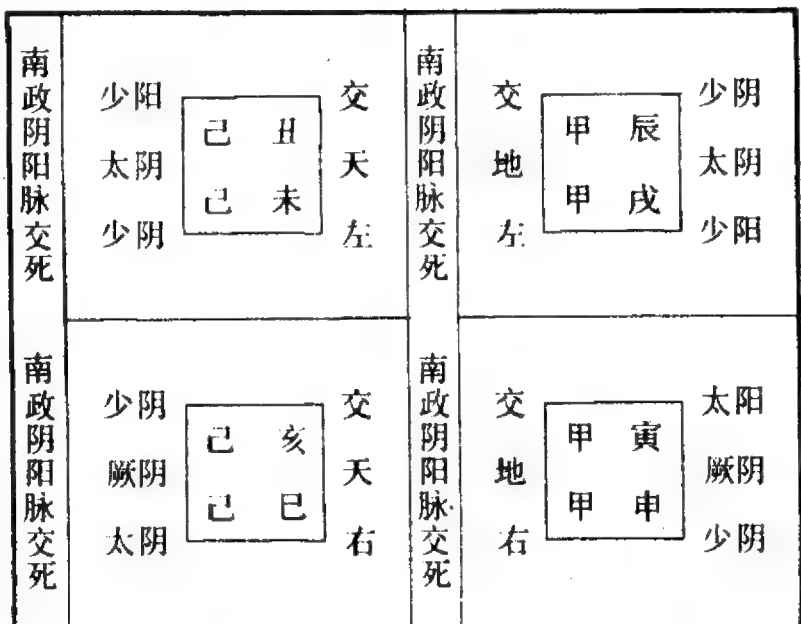 南政阴阳脉交死
少阳
太阴
少阴
己 丑
己 未
交天左
南政阴阳脉交死
交地左
甲 辰
甲 戌
少阴
太阴
少阳
南政阴阳脉交死
少阴
厥阴
太阴
己 亥
己 巳
交天右
南政阴阳脉交死
交地右
甲 寅
甲 申
太阳
厥阴
少阴